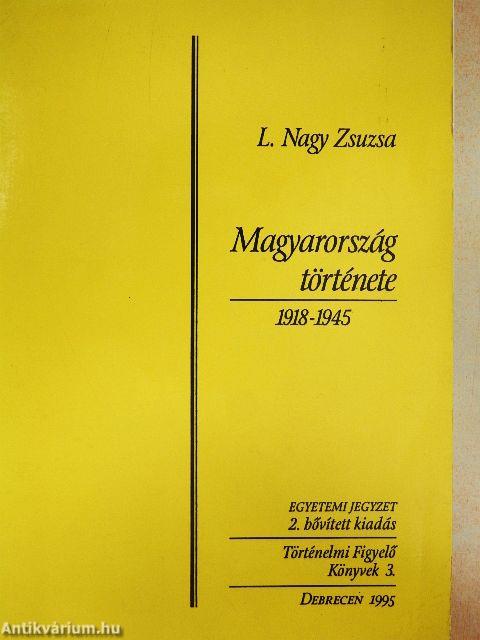 L. Nagy Zsuzsa
Magyarország
története
1918-1945
EGYETEMI JEGYZET
2. bővített kiadás
Történelmi Figyelő
Könyvek 3.
DEBRECEN 1995
Antikvárium.hu